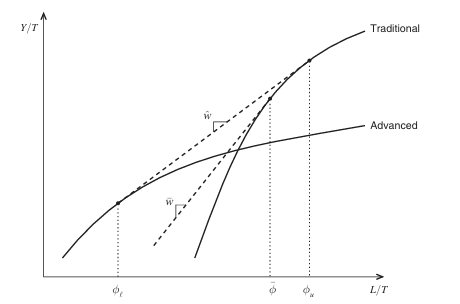 Y/T
Traditional
ŵ
Advanced
w̄
ϕ_ℓ ϕ̄ ϕ_u L/T